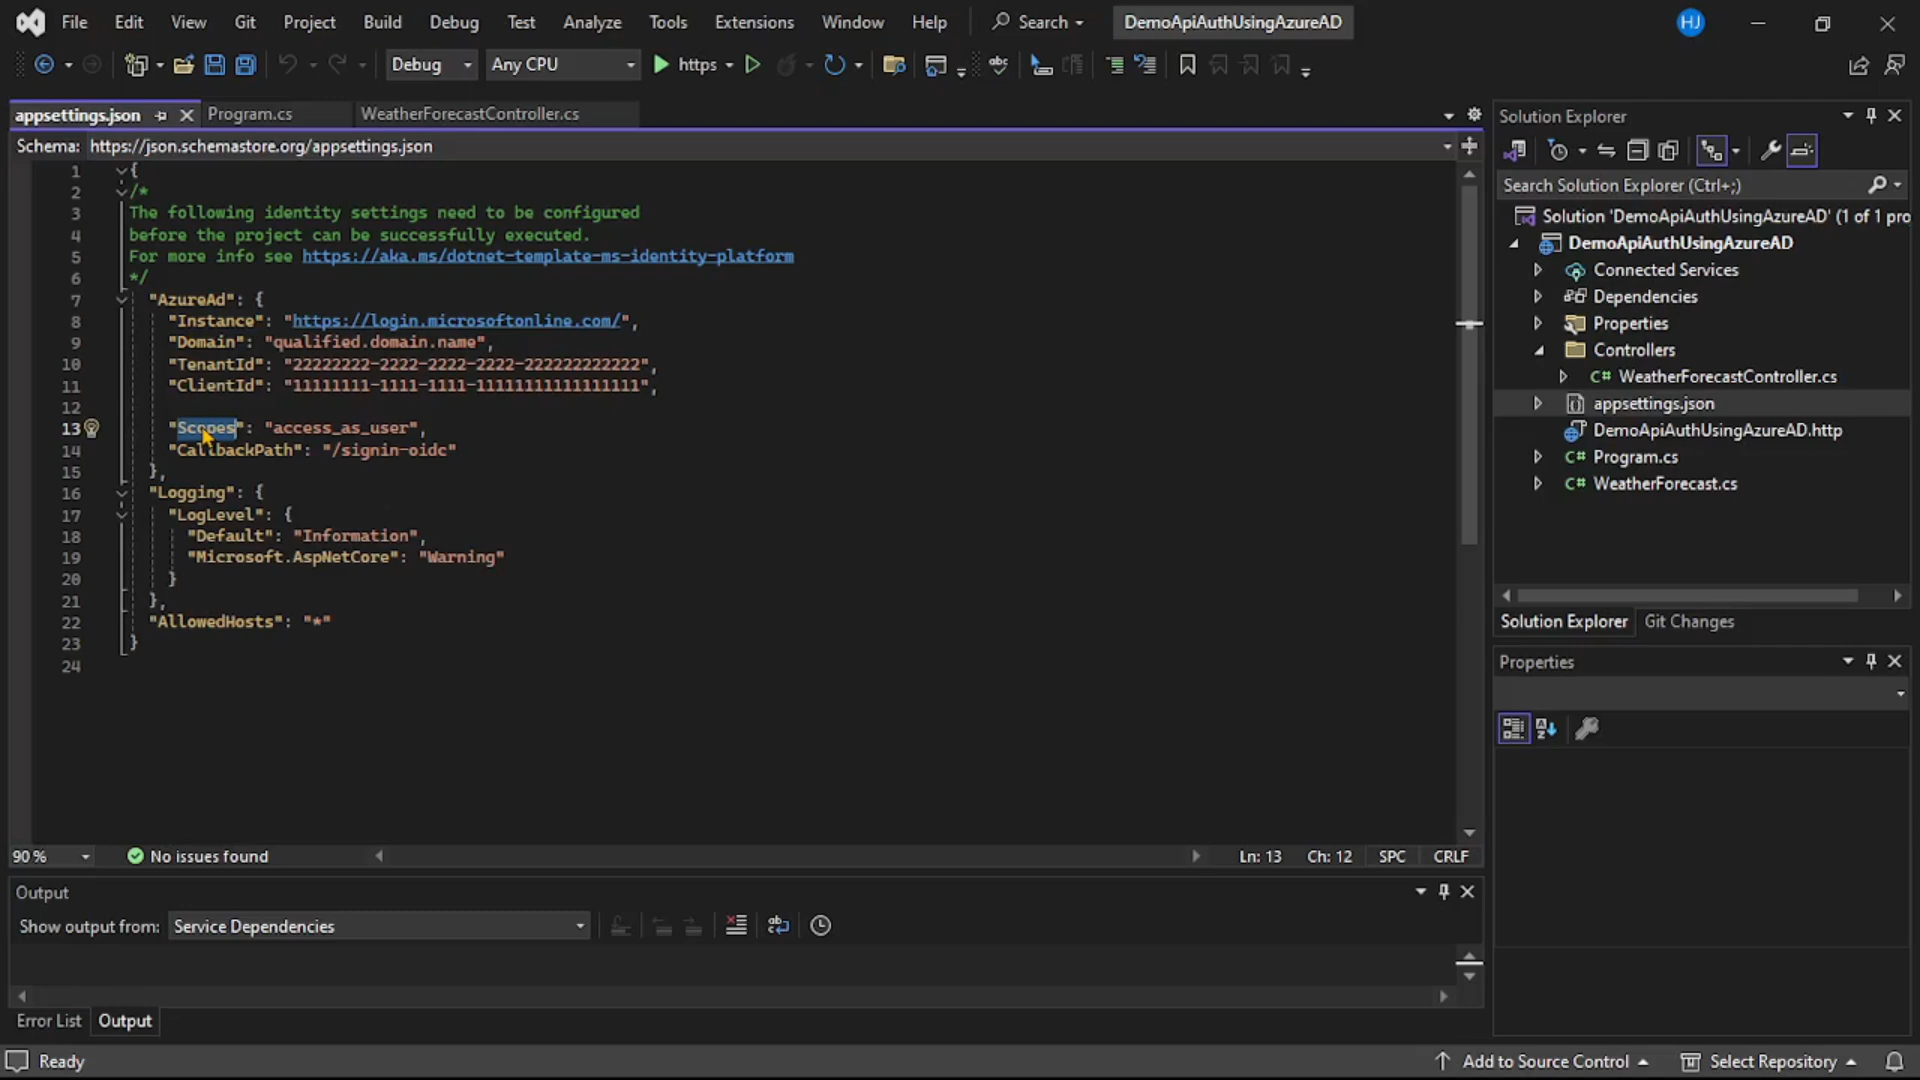 File Edit View Git Project Build Debug Test Analyze Tools Extensions Window Help Search DemoApiAuthUsingAzureAD HJ
Debug Any CPU https
appsettings.json Program.cs WeatherForecastController.cs
Schema: https://json.schemastore.org/appsettings.json
1 {
2 /*
3 The following identity settings need to be configured
4 before the project can be successfully executed.
5 For more info see https://aka.ms/dotnet-template-ms-identity-platform
6 */
7 "AzureAd": {
8 "Instance": "https://login.microsoftonline.com/",
9 "Domain": "qualified.domain.name",
10 "TenantId": "22222222-2222-2222-2222-222222222222",
11 "ClientId": "11111111-1111-1111-11111111111111111",
12
13 "Scopes": "access_as_user",
14 "CallbackPath": "/signin-oidc"
15 },
16 "Logging": {
17 "LogLevel": {
18 "Default": "Information",
19 "Microsoft.AspNetCore": "Warning"
20 }
21 },
22 "AllowedHosts": "*"
23 }
24
90 % No issues found Ln: 13 Ch: 12 SPC CRLF
Output
Show output from: Service Dependencies
Error List Output
Solution Explorer
Search Solution Explorer (Ctrl+;)
Solution 'DemoApiAuthUsingAzureAD' (1 of 1 pro
DemoApiAuthUsingAzureAD
Connected Services
Dependencies
Properties
Controllers
C# WeatherForecastController.cs
appsettings.json
DemoApiAuthUsingAzureAD.http
C# Program.cs
C# WeatherForecast.cs
Solution Explorer Git Changes
Properties
Ready Add to Source Control Select Repository